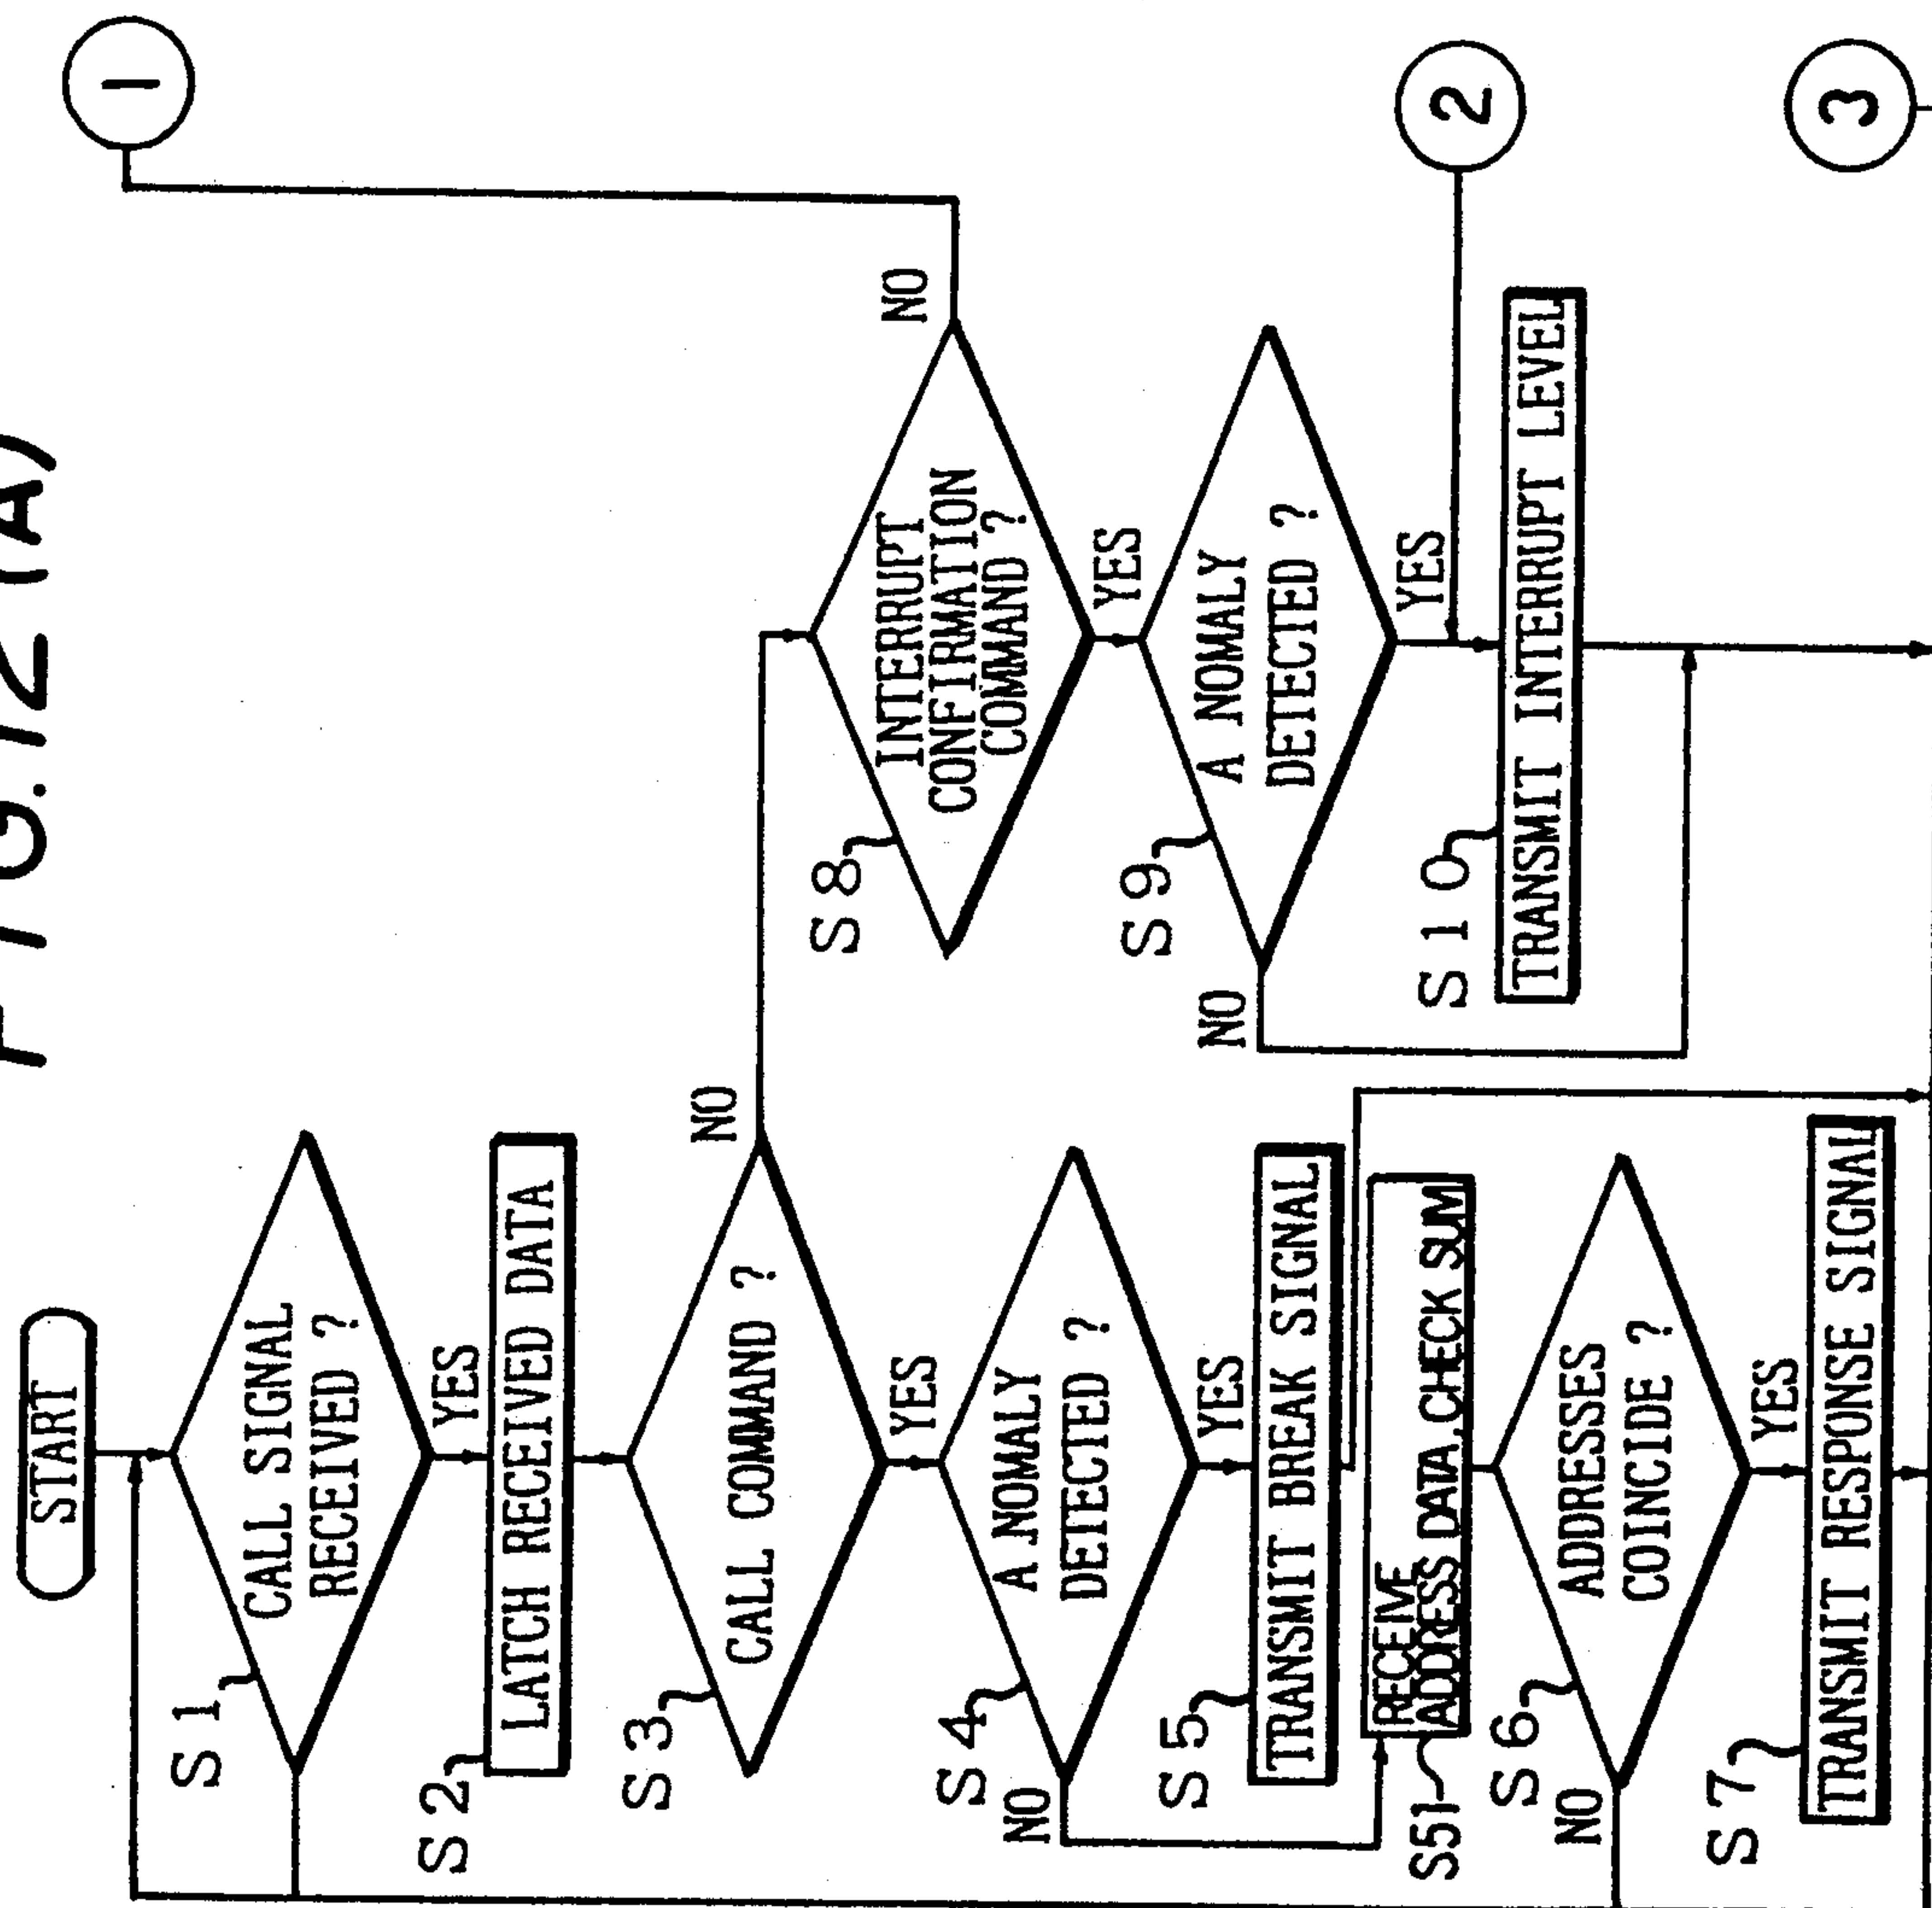 FIG.12(A)
START
S1
CALL SIGNAL
RECEIVED ?
YES
S2
LATCH RECEIVED DATA
S3
CALL COMMAND ?
NO
YES
S4
A NOMALY
DETECTED ?
NO
YES
S5
TRANSMIT BREAK SIGNAL
S51
RECEIVE
ADDRESS DATA,CHECK SUM
S6
ADDRESSES
COINCIDE ?
NO
YES
S7
TRANSMIT RESPONSE SIGNAL
S8
INTERRUPT
CONFIRMATION
COMMAND ?
NO
YES
S9
A NOMALY
DETECTED ?
NO
YES
S10
TRANSMIT INTERRUPT LEVEL
1
2
3